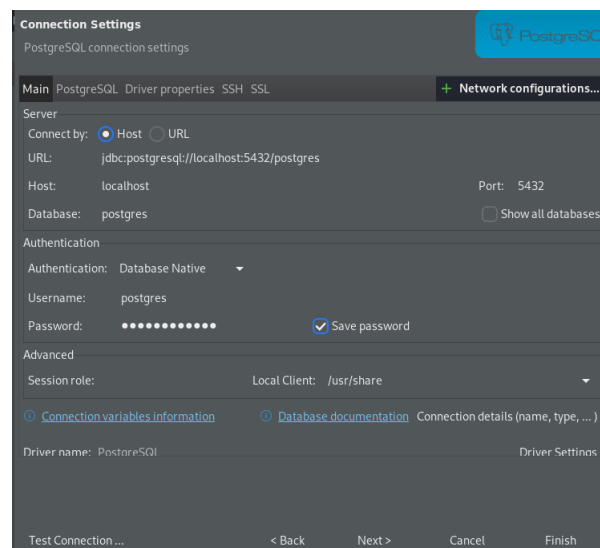 Connection Settings
PostgreSQL connection settings
PostgreSQ
Main PostgreSQL Driver properties SSH SSL + Network configurations...
Server
Connect by: Host URL
URL: jdbc:postgresql://localhost:5432/postgres
Host: localhost Port: 5432
Database: postgres Show all databases
Authentication
Authentication: Database Native
Username: postgres
Password: ●●●●●●●●●●●● Save password
Advanced
Session role: Local Client: /usr/share
Connection variables information Database documentation Connection details (name, type, ... )
Driver name: PostgreSQL Driver Settings
Test Connection ... < Back Next > Cancel Finish